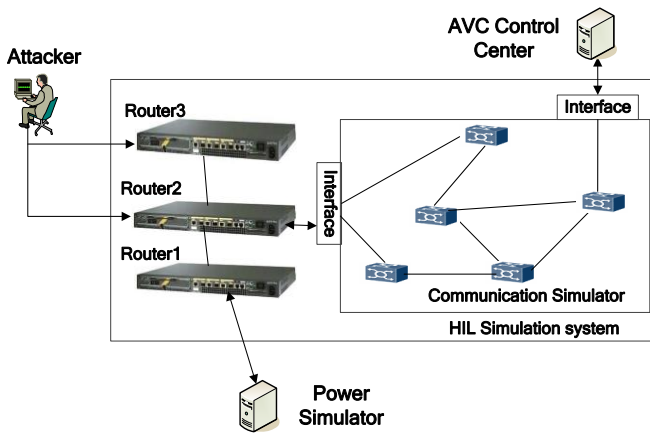 AVC Control
Center
Attacker
Interface
Router3
Router2
Interface
Router1
Communication Simulator
HIL Simulation system
Power
Simulator